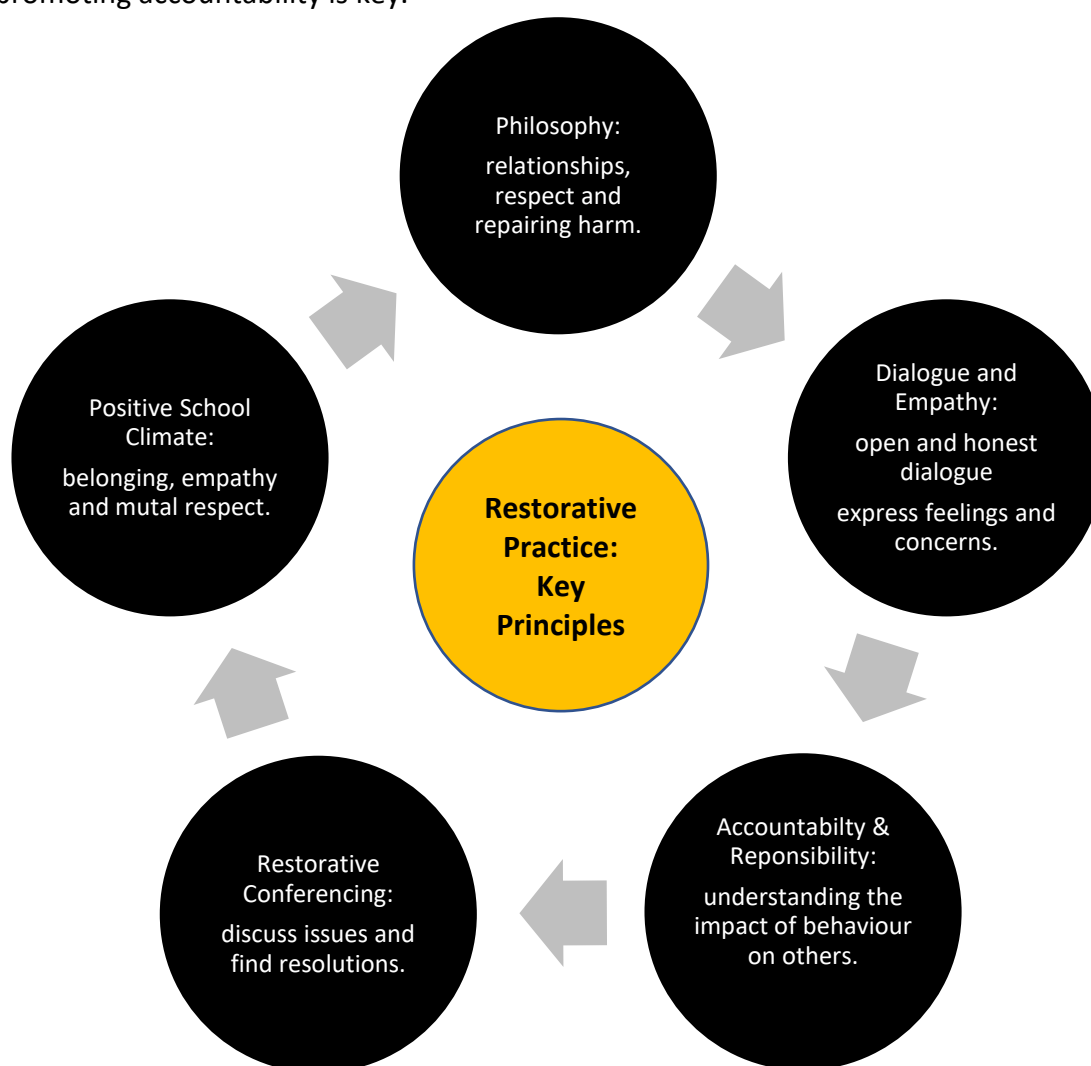 promoting accountability is key.
Philosophy:
relationships,
respect and
repairing harm.
Dialogue and
Empathy:
open and honest
dialogue
express feelings and
concerns.
Accountabilty &
Reponsibility:
understanding the
impact of behaviour
on others.
Restorative
Conferencing:
discuss issues and
find resolutions.
Positive School
Climate:
belonging, empathy
and mutal respect.
Restorative
Practice:
Key
Principles